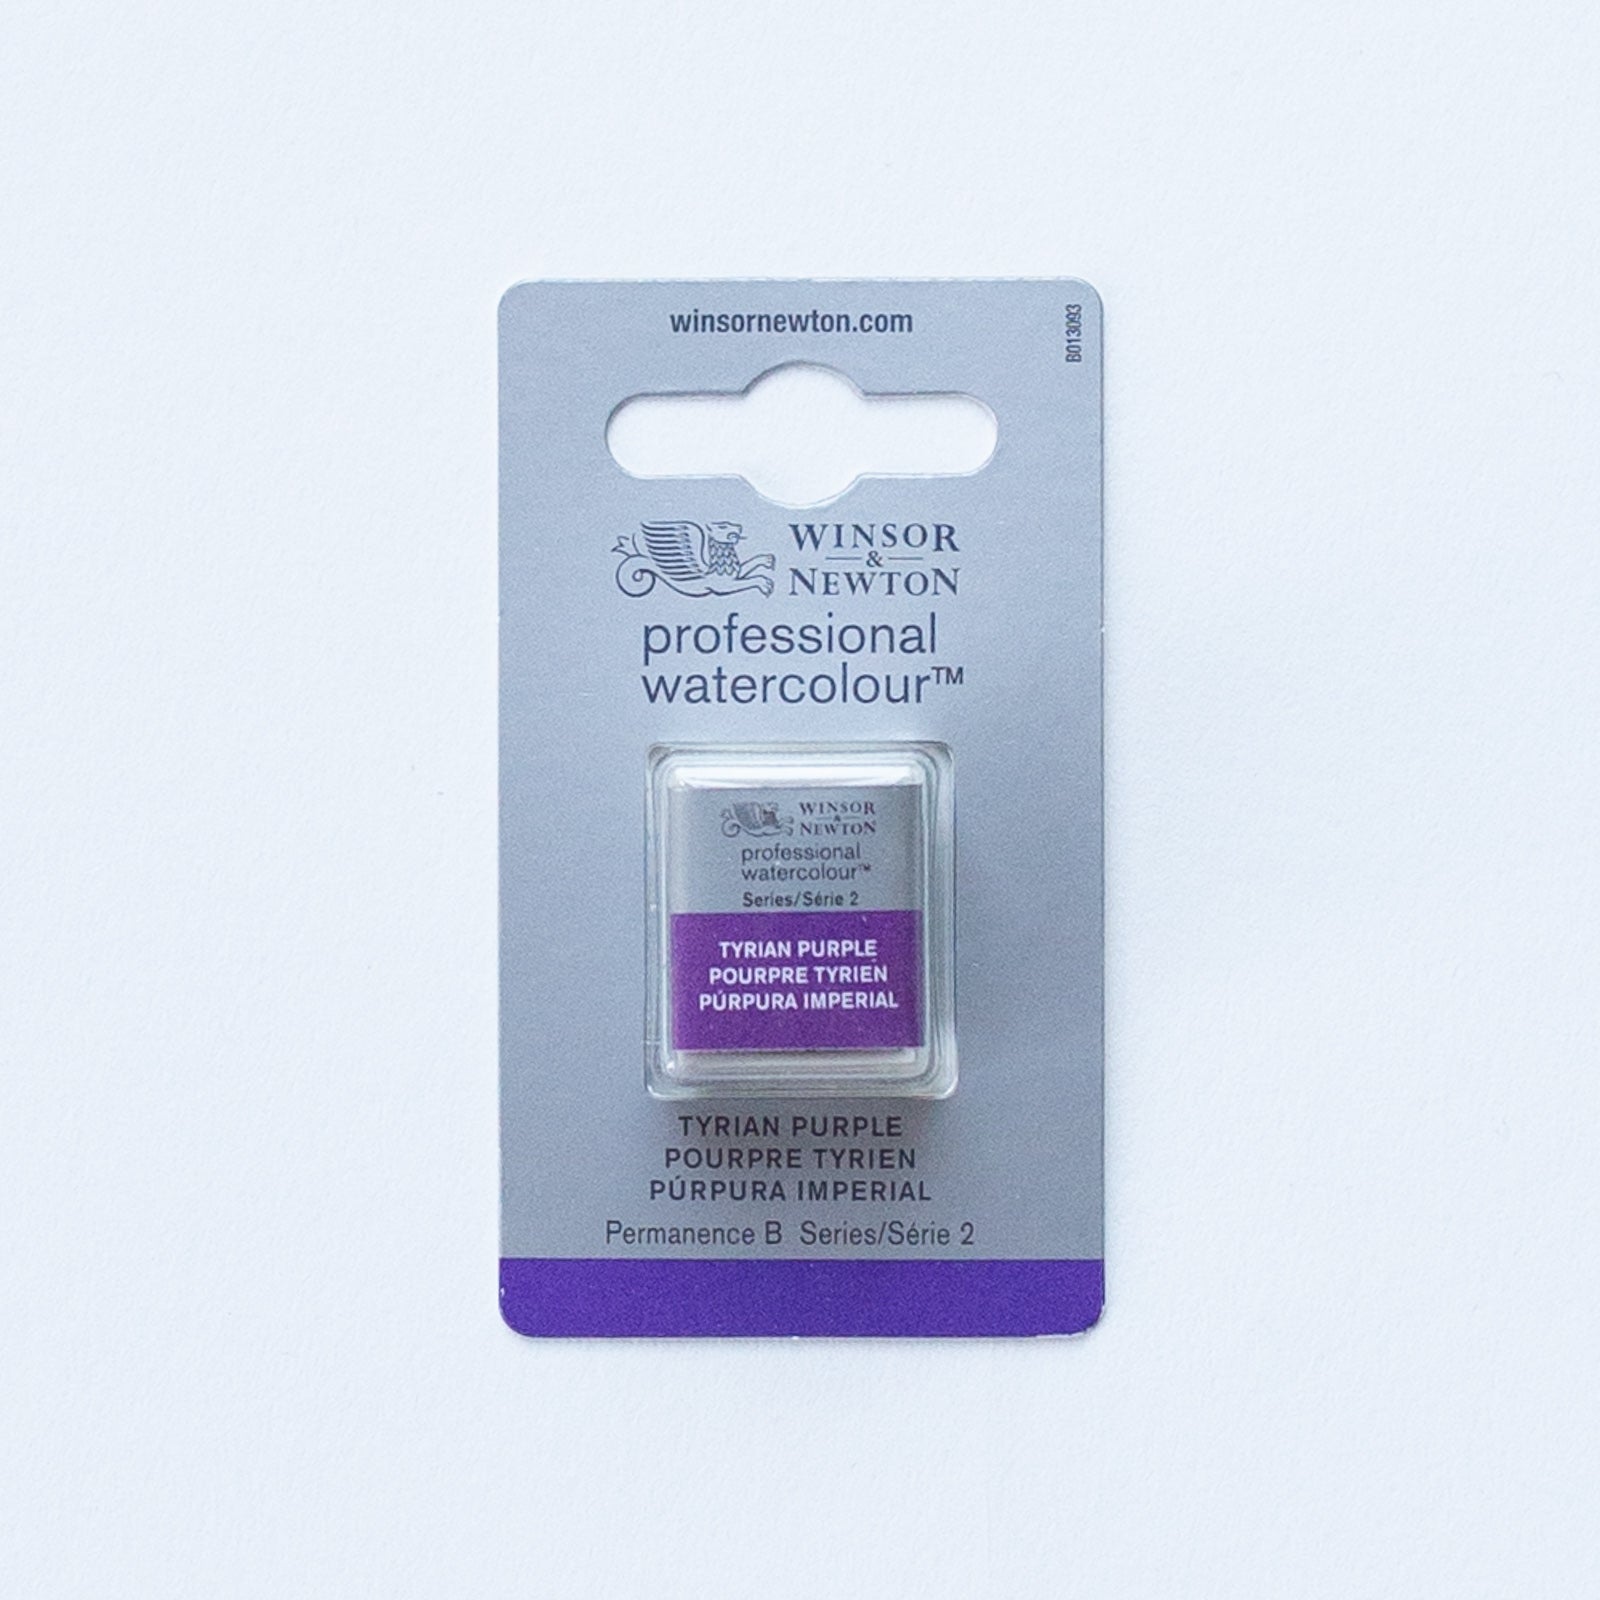 winsornewton.com
B013093
WINSOR
&
NEWTON
professional
watercolour™
WINSOR
&
NEWTON
professional
watercolour™
Series/Série 2
TYRIAN PURPLE
POURPRE TYRIEN
PÚRPURA IMPERIAL
TYRIAN PURPLE
POURPRE TYRIEN
PÚRPURA IMPERIAL
Permanence B Series/Série 2